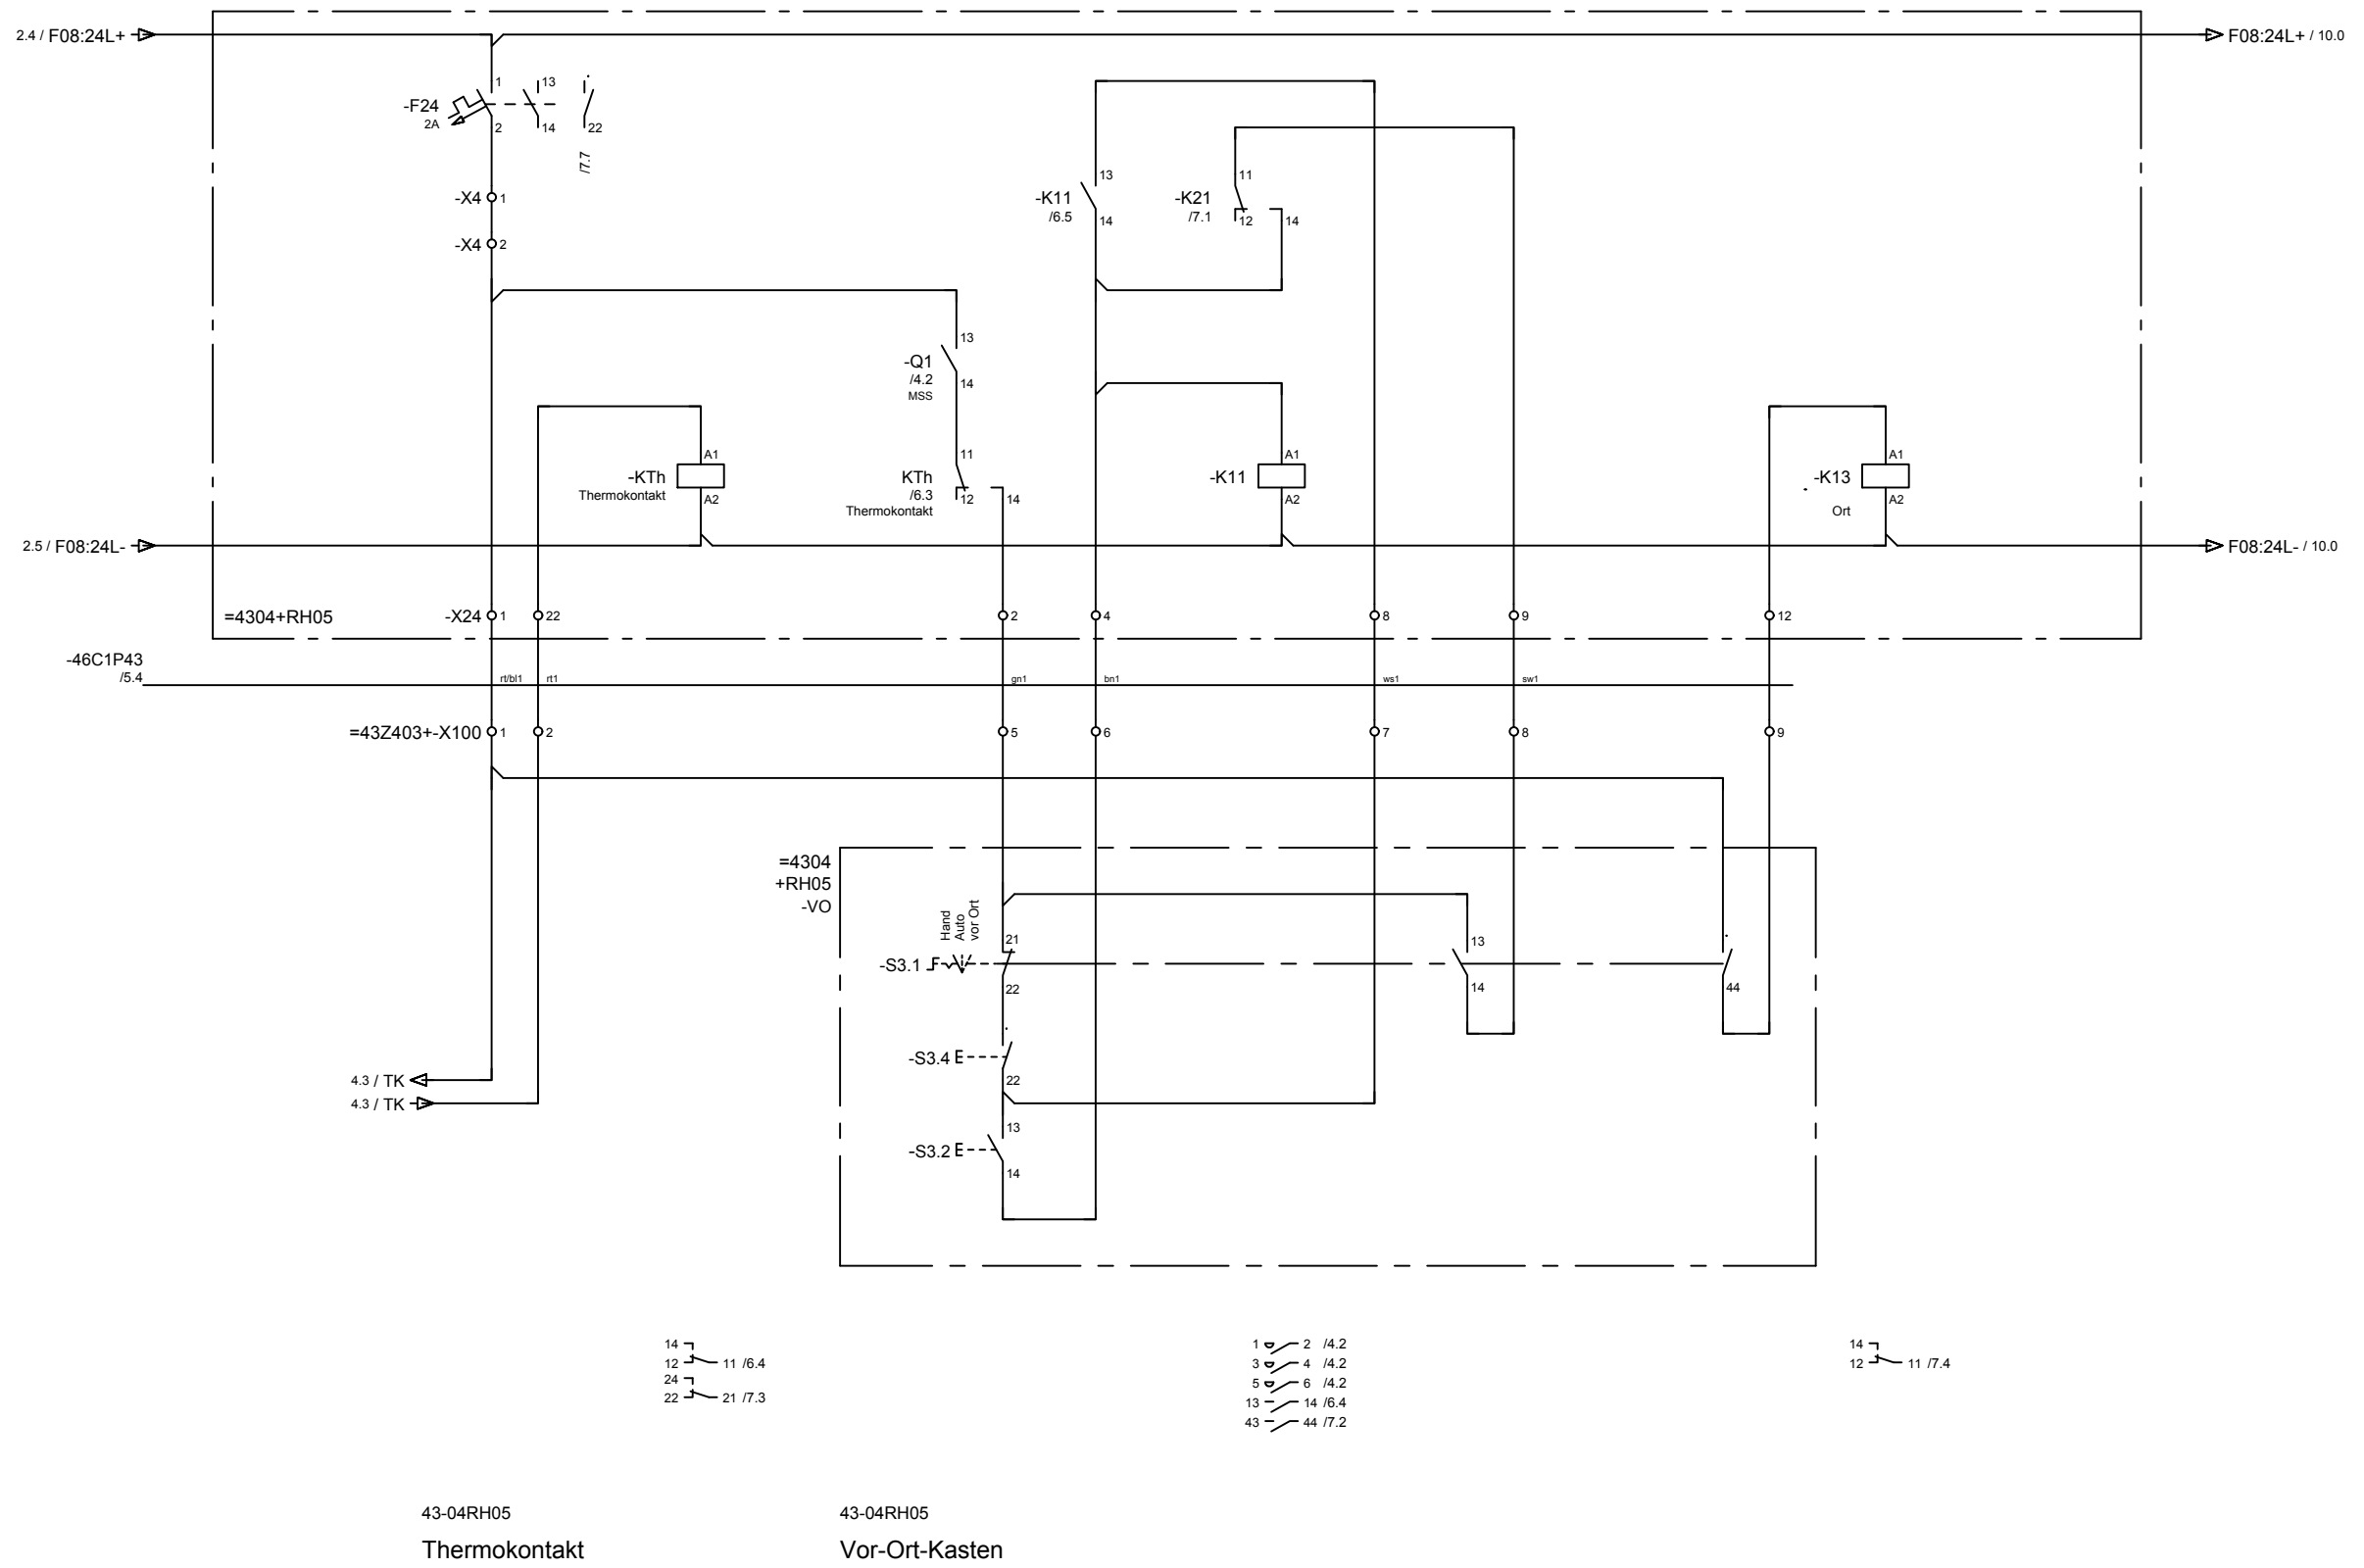 2.4 / F08:24L+
F08:24L+ / 10.0
1
13
-F24
2A
2
14
22
/7.7
-X4
1
-X4
2
13
-K11
/6.5
14
11
-K21
/7.1
12
14
13
-Q1
/4.2
MSS
14
A1
-KTh
Thermokontakt
A2
11
KTh
/6.3
Thermokontakt
12
14
A1
-K11
A2
A1
-K13
Ort
A2
2.5 / F08:24L-
F08:24L- / 10.0
=4304+RH05
-X24
1
22
2
4
8
9
12
-46C1P43
/5.4
rt/bl1
rt1
gn1
bn1
ws1
sw1
=43Z403+-X100
1
2
5
6
7
8
9
=4304
+RH05
-VO
Hand
Auto
vor Ort
21
-S3.1
22
13
14
44
-S3.4
22
4.3 / TK
4.3 / TK
13
-S3.2
14
14
12
11 /6.4
24
22
21 /7.3
1
2 /4.2
3
4 /4.2
5
6 /4.2
13
14 /6.4
43
44 /7.2
14
12
11 /7.4
43-04RH05
Thermokontakt
43-04RH05
Vor-Ort-Kasten